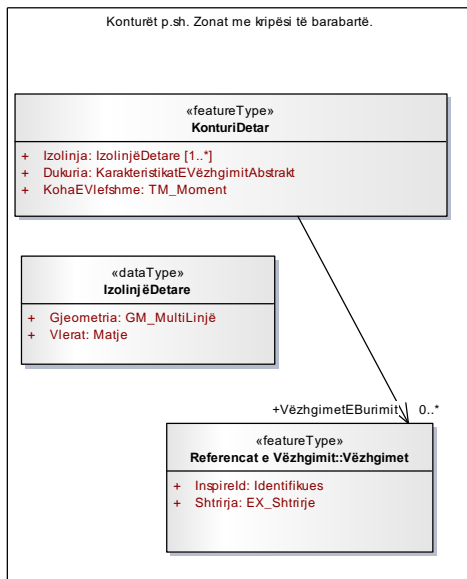 Konturët p.sh. Zonat me kripësi të barabartë.
«featureType»
KonturiDetar
+ Izolinja: IzolinjëDetare [1..*]
+ Dukuria: KarakteristikatEVëzhgimitAbstrakt
+ KohaEVlefshme: TM_Moment
«dataType»
IzolinjëDetare
+ Gjeometria: GM_MultiLinjë
+ Vlerat: Matje
+VëzhgimetEBurimit 0..*
«featureType»
Referencat e Vëzhgimit::Vëzhgimet
+ InspireId: Identifikues
+ Shtrirja: EX_Shtrirje